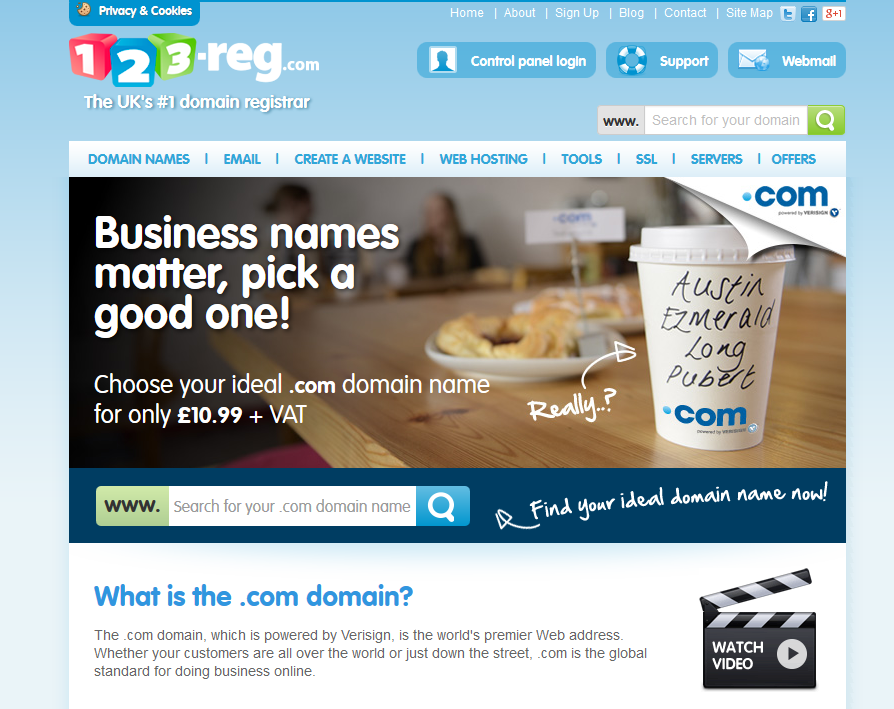 Privacy & Cookies
Home | About | Sign Up | Blog | Contact | Site Map
g+1
123-reg.com
The UK's #1 domain registrar
Control panel login
Support
Webmail
www. Search for your domain
DOMAIN NAMES | EMAIL | CREATE A WEBSITE | WEB HOSTING | TOOLS | SSL | SERVERS | OFFERS
.com
powered by VERISIGN
Business names
matter, pick a
good one!
.com
Austin
Ezmerald
Long
Pubert
Choose your ideal .com domain name
for only £10.99 + VAT
Really..?
.com
powered by VERISIGN
www. Search for your .com domain name
Find your ideal domain name now!
What is the .com domain?
The .com domain, which is powered by Verisign, is the world's premier Web address.
Whether your customers are all over the world or just down the street, .com is the global
standard for doing business online.
WATCH
VIDEO